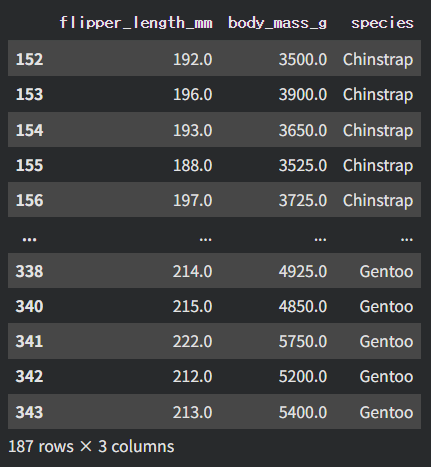 flipper_length_mm body_mass_g species
152 192.0 3500.0 Chinstrap
153 196.0 3900.0 Chinstrap
154 193.0 3650.0 Chinstrap
155 188.0 3525.0 Chinstrap
156 197.0 3725.0 Chinstrap
... ... ... ...
338 214.0 4925.0 Gentoo
340 215.0 4850.0 Gentoo
341 222.0 5750.0 Gentoo
342 212.0 5200.0 Gentoo
343 213.0 5400.0 Gentoo
187 rows × 3 columns